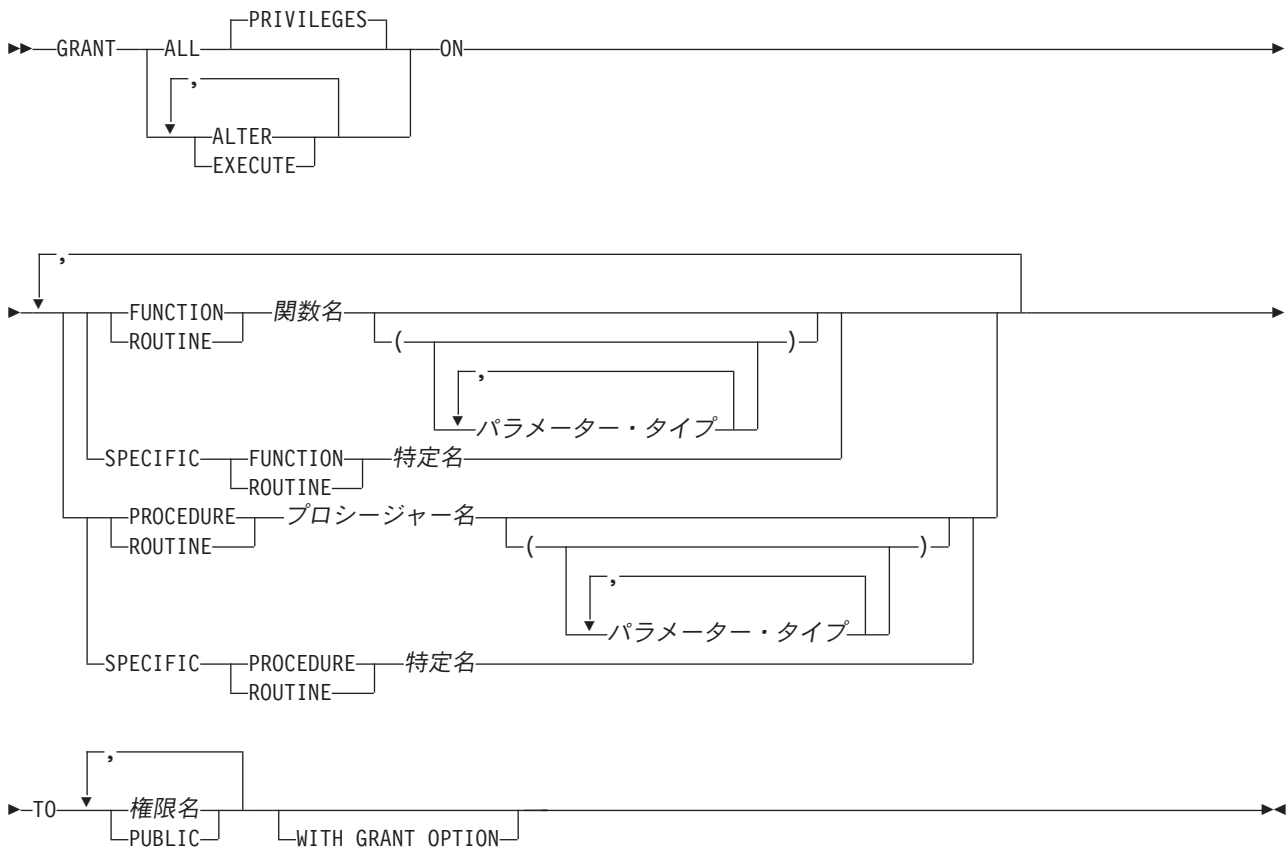 PRIVILEGES
GRANT ALL ON
,
ALTER
EXECUTE
,
FUNCTION 関数名
ROUTINE ( )
,
パラメーター・タイプ
SPECIFIC FUNCTION 特定名
ROUTINE
PROCEDURE プロシージャー名
ROUTINE ( )
,
パラメーター・タイプ
SPECIFIC PROCEDURE 特定名
ROUTINE
,
TO 権限名
PUBLIC WITH GRANT OPTION